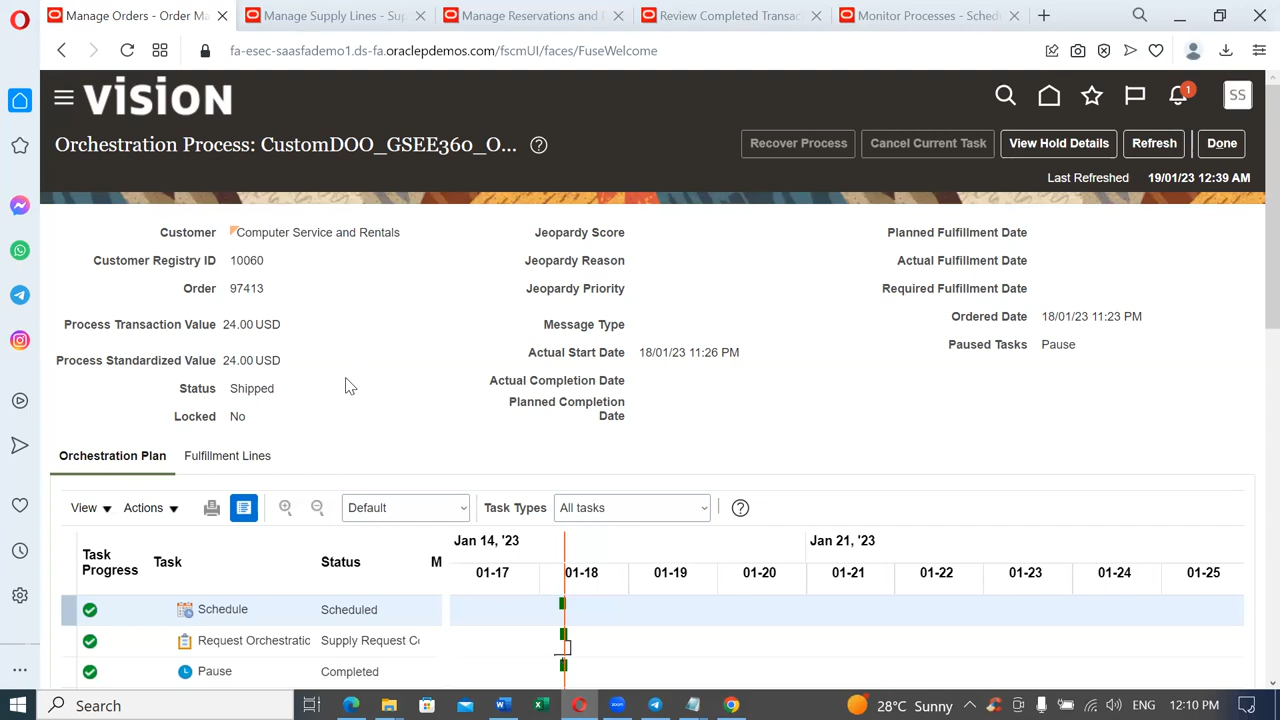 Manage Orders - Order Ma
Manage Supply Lines - Sup
Manage Reservations and P
Review Completed Transac
Monitor Processes - Sched
fa-esec-saasfademo1.ds-fa.oraclepdemos.com/fscmUI/faces/FuseWelcome
VISION
1
SS
Orchestration Process: CustomDOO_GSEE360_O...
Recover Process
Cancel Current Task
View Hold Details
Refresh
Done
Last Refreshed 19/01/23 12:39 AM
Customer Computer Service and Rentals
Customer Registry ID 10060
Order 97413
Process Transaction Value 24.00 USD
Process Standardized Value 24.00 USD
Status Shipped
Locked No
Jeopardy Score
Jeopardy Reason
Jeopardy Priority
Message Type
Actual Start Date 18/01/23 11:26 PM
Actual Completion Date
Planned Completion
Date
Planned Fulfillment Date
Actual Fulfillment Date
Required Fulfillment Date
Ordered Date 18/01/23 11:23 PM
Paused Tasks Pause
Orchestration Plan
Fulfillment Lines
View
Actions
Default
Task Types
All tasks
Task
Progress
Task
Status
M
Jan 14, '23
Jan 21, '23
01-17
01-18
01-19
01-20
01-21
01-22
01-23
01-24
01-25
Schedule Scheduled
Request Orchestratic Supply Request Co
Pause Completed
Search
28°C Sunny
ENG
12:10 PM